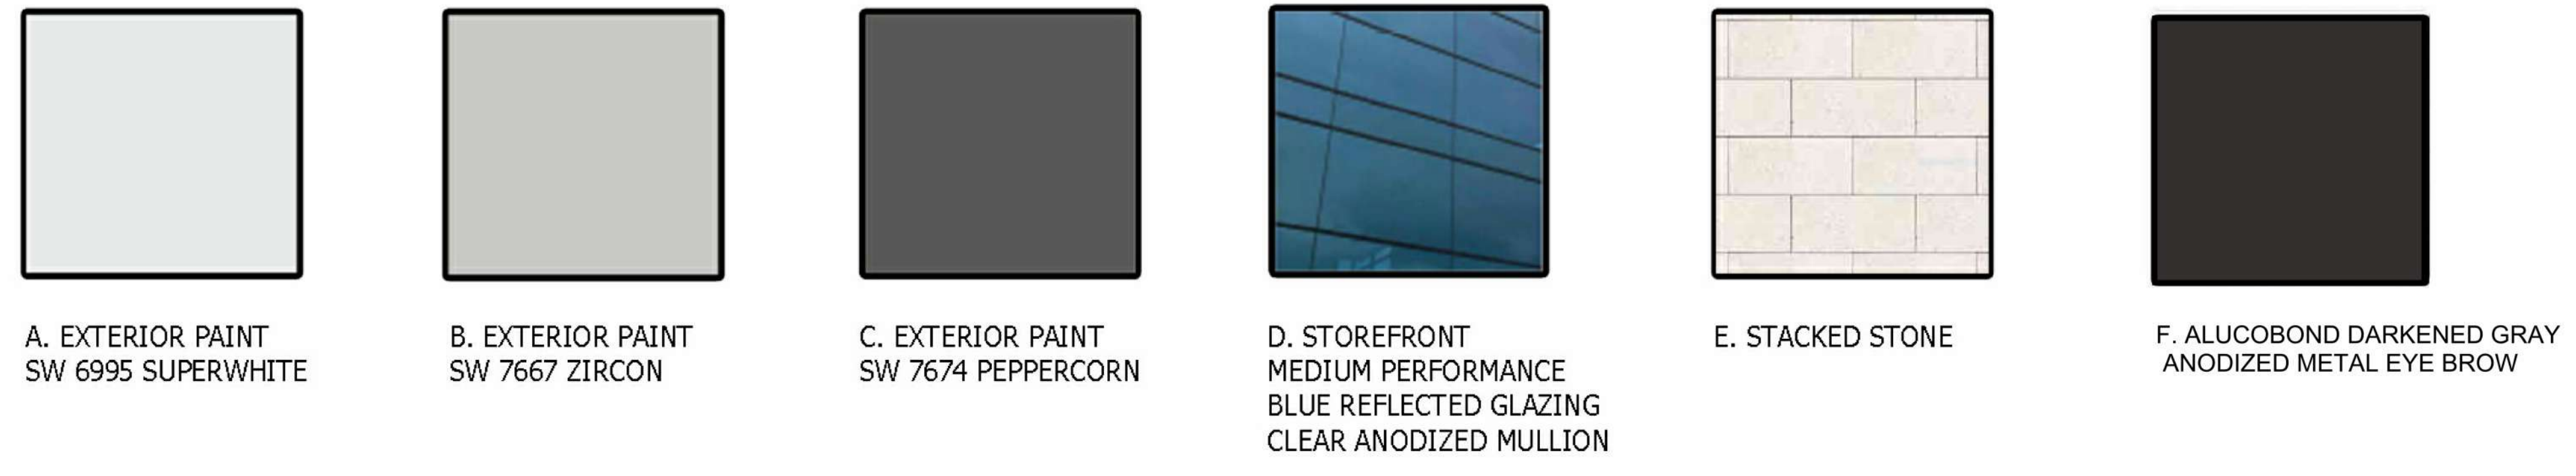 A. EXTERIOR PAINT
SW 6995 SUPERWHITE
B. EXTERIOR PAINT
SW 7667 ZIRCON
C. EXTERIOR PAINT
SW 7674 PEPPERCORN
D. STOREFRONT
MEDIUM PERFORMANCE
BLUE REFLECTED GLAZING
CLEAR ANODIZED MULLION
E. STACKED STONE
F. ALUCOBOND DARKENED GRAY
ANODIZED METAL EYE BROW